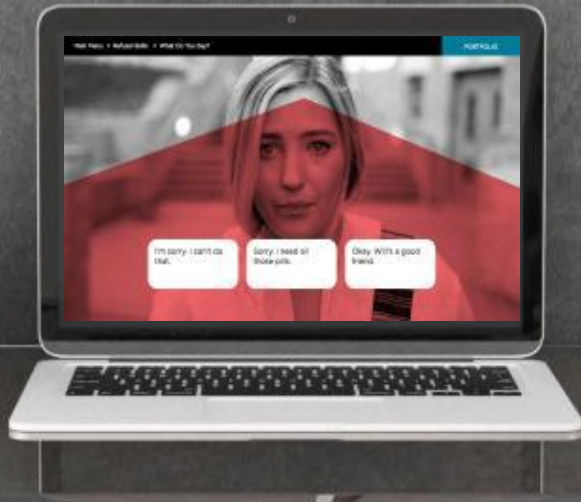 Main Menu > Refusal Skills > What Do You Say?
PORTFOLIO
I'm sorry. I can't do
that.
Sorry. I need all
those pills.
Okay. Will's a good
friend.